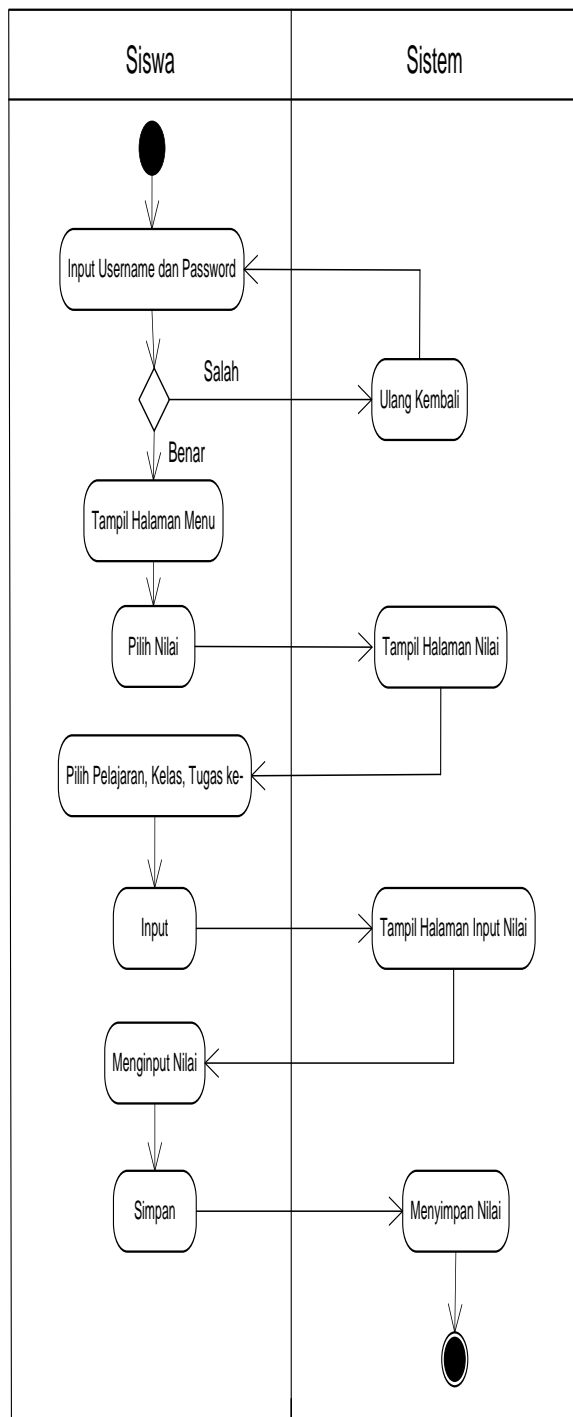 Siswa
Sistem
Input Username dan Password
Salah
Ulang Kembali
Benar
Tampil Halaman Menu
Pilih Nilai
Tampil Halaman Nilai
Pilih Pelajaran, Kelas, Tugas ke-
Input
Tampil Halaman Input Nilai
Menginput Nilai
Simpan
Menyimpan Nilai